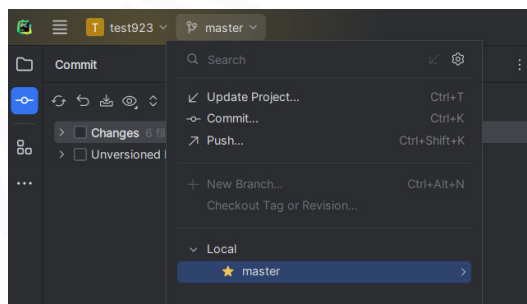 T test923 master
Commit
Search
Update Project... Ctrl+T
Commit... Ctrl+K
Changes 6
Push... Ctrl+Shift+K
Unversioned
New Branch... Ctrl+Alt+N
Checkout Tag or Revision...
Local
master